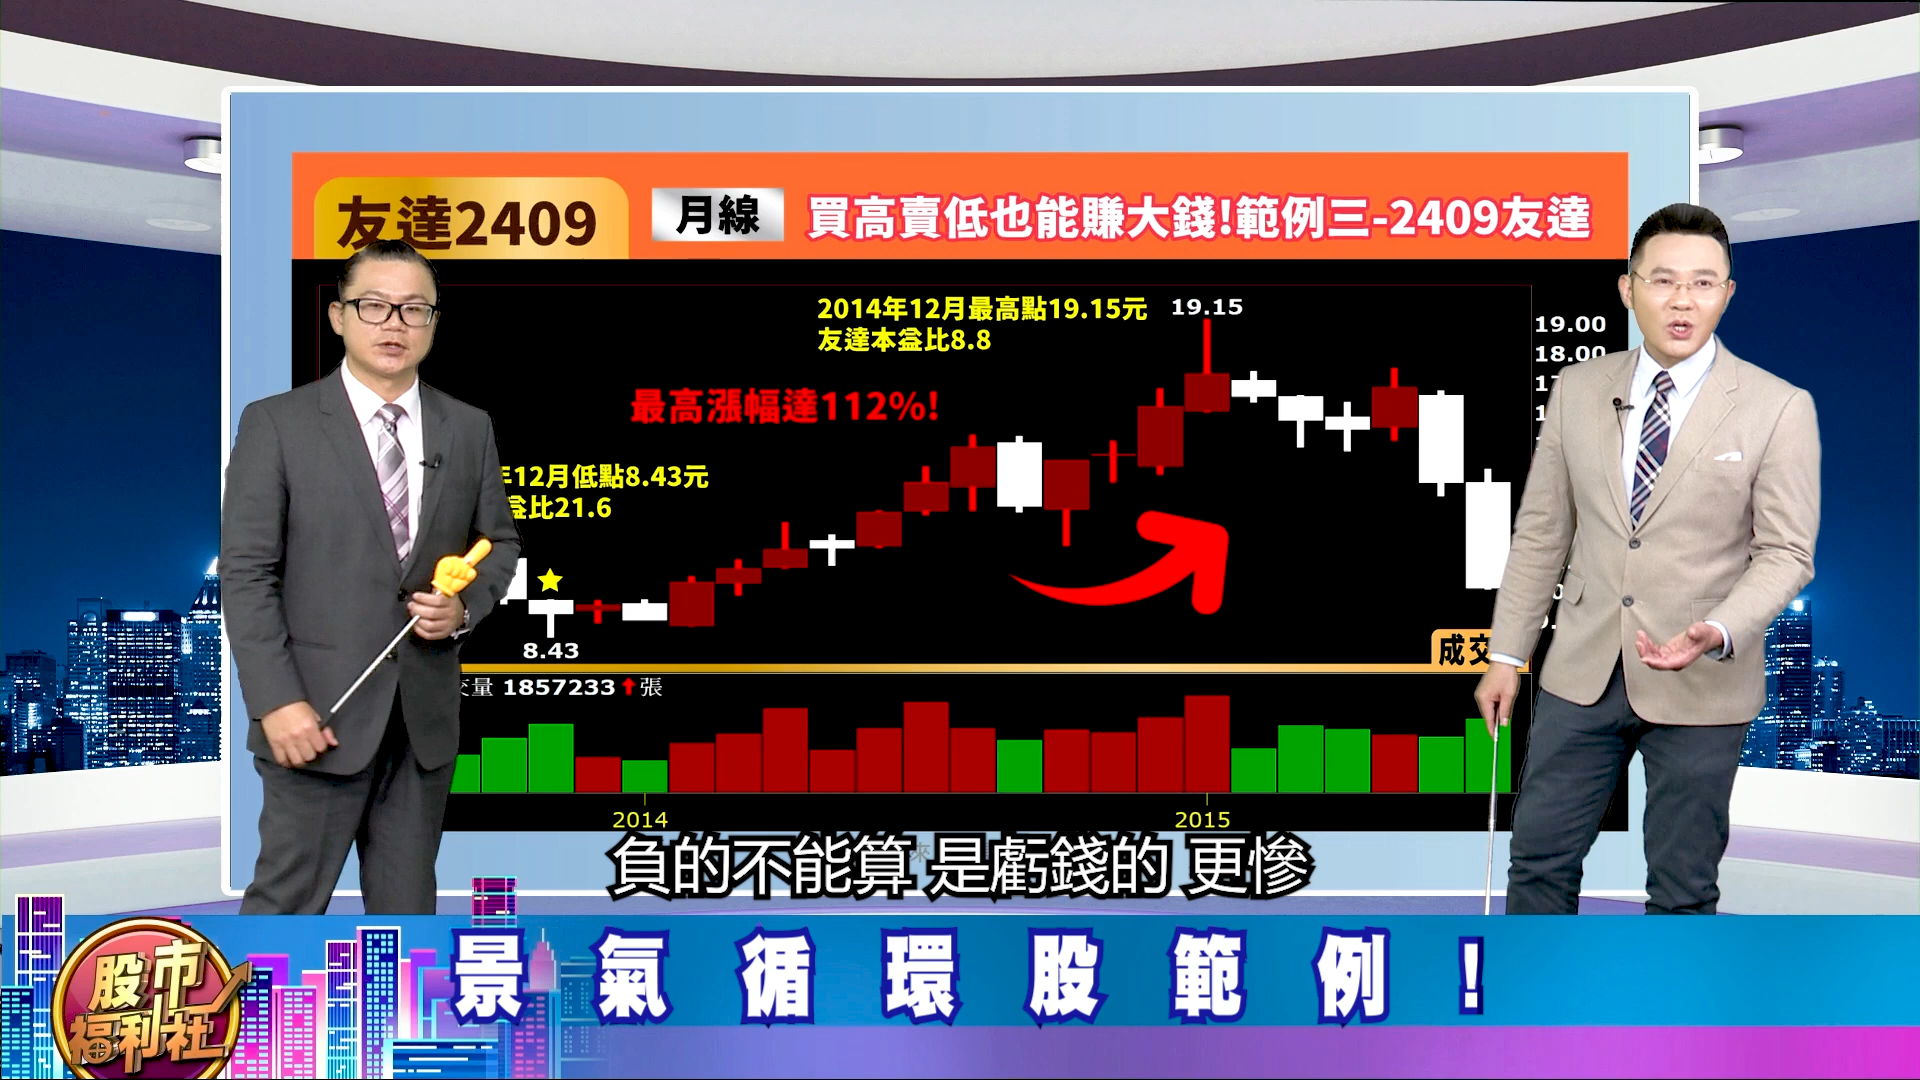 友達2409
月線
買高賣低也能賺大錢!範例三-2409友達
2014年12月最高點19.15元
友達本益比8.8
19.15
19.00
18.00
最高漲幅達112%!
年12月低點8.43元
益比21.6
8.43
成交
交量 1857233 張
2014
2015
負的不能算 是虧錢的 更慘
景氣循環股範例!
股市
福利社